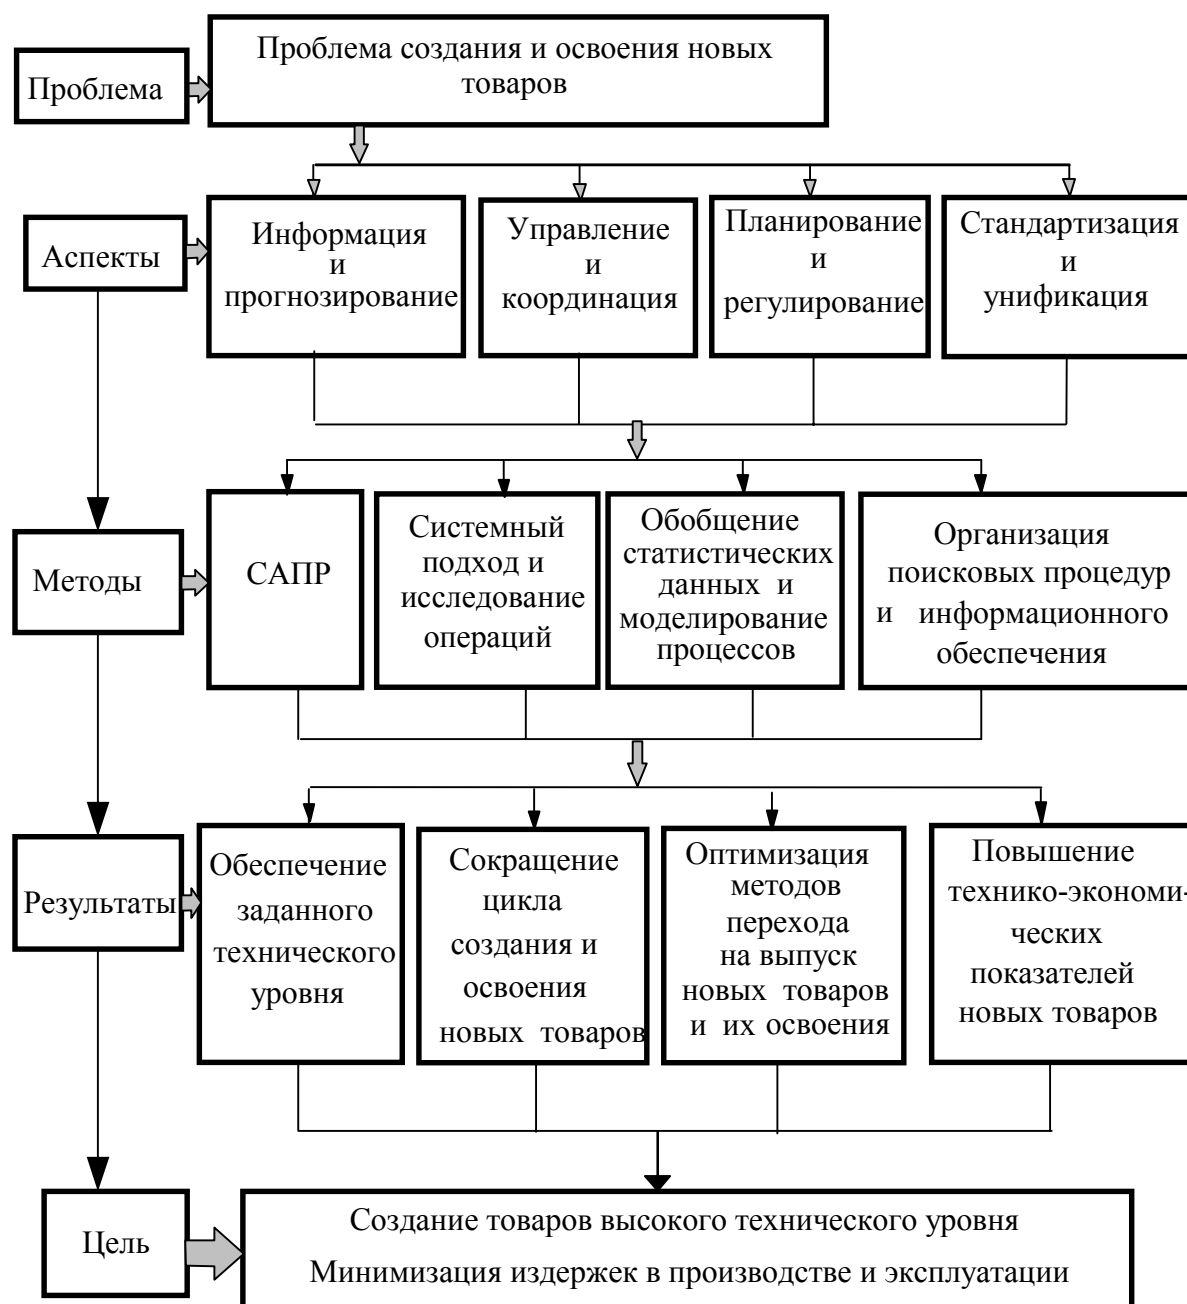 Проблема
Проблема создания и освоения новых
товаров
Аспекты
Информация
и
прогнозирование
Управление
и
координация
Планирование
и
регулирование
Стандартизация
и
унификация
Методы
САПР
Системный
подход и
исследование
операций
Обобщение
статистических
данных и
моделирование
процессов
Организация
поисковых процедур
и информационного
обеспечения
Результаты
Обеспечение
заданного
технического
уровня
Сокращение
цикла
создания и
освоения
новых товаров
Оптимизация
методов
перехода
на выпуск
новых товаров
и их освоения
Повышение
технико-экономи-
ческих
показателей
новых товаров
Цель
Создание товаров высокого технического уровня
Минимизация издержек в производстве и эксплуатации